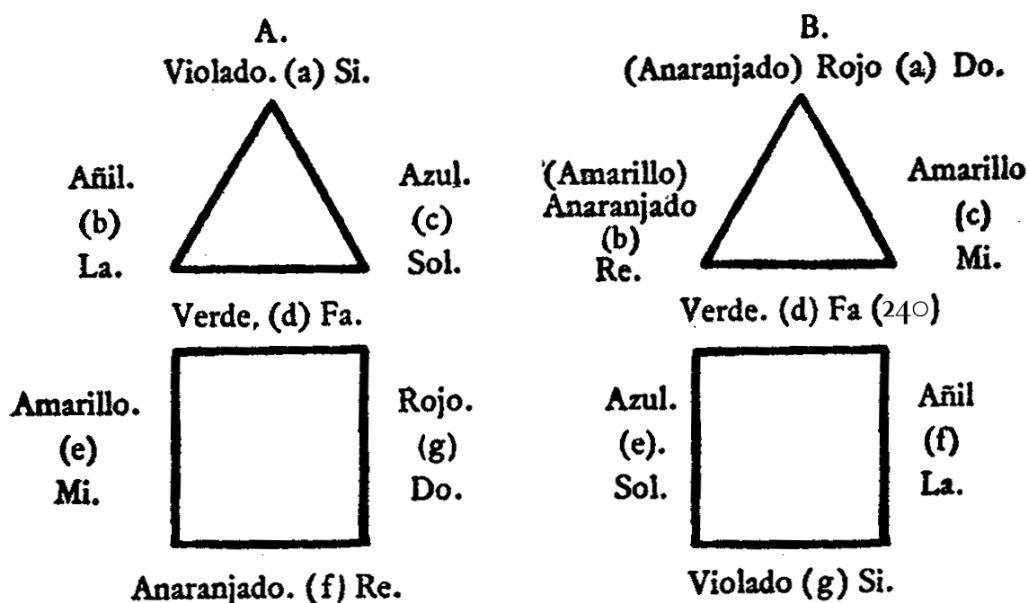 A.
Violado. (a) Si.
Añil.
(b)
La.
Azul.
(c)
Sol.
Verde, (d) Fa.
Amarillo.
(e)
Mi.
Rojo.
(g)
Do.
Anaranjado. (f) Re.
B.
(Anaranjado) Rojo (a) Do.
(Amarillo)
Anaranjado
(b)
Re.
Amarillo
(c)
Mi.
Verde. (d) Fa (240)
Azul.
(e).
Sol.
Añil
(f)
La.
Violado (g) Si.